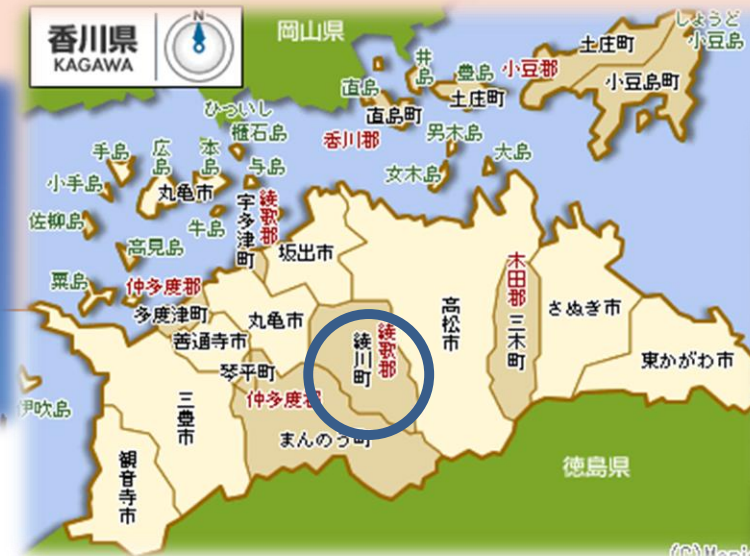 香川県
KAGAWA
N
岡山県
しょうど
小豆島
土庄町
小豆郡
小豆島町
井島
豊島
土庄町
直島
直島町
香川郡
男木島
女木島
大島
ひついし
櫃石島
与島
本島
広島
手島
小手島
丸亀市
牛島
佐柳島
高見島
粟島
綾歌郡
宇多津町
坂出市
仲多度郡
多度津町
丸亀市
善通寺市
琴平町
仲多度郡
まんのう町
綾歌郡
綾川町
高松市
木田郡
三木町
さぬき市
東かがわ市
三豊市
観音寺市
伊吹島
徳島県